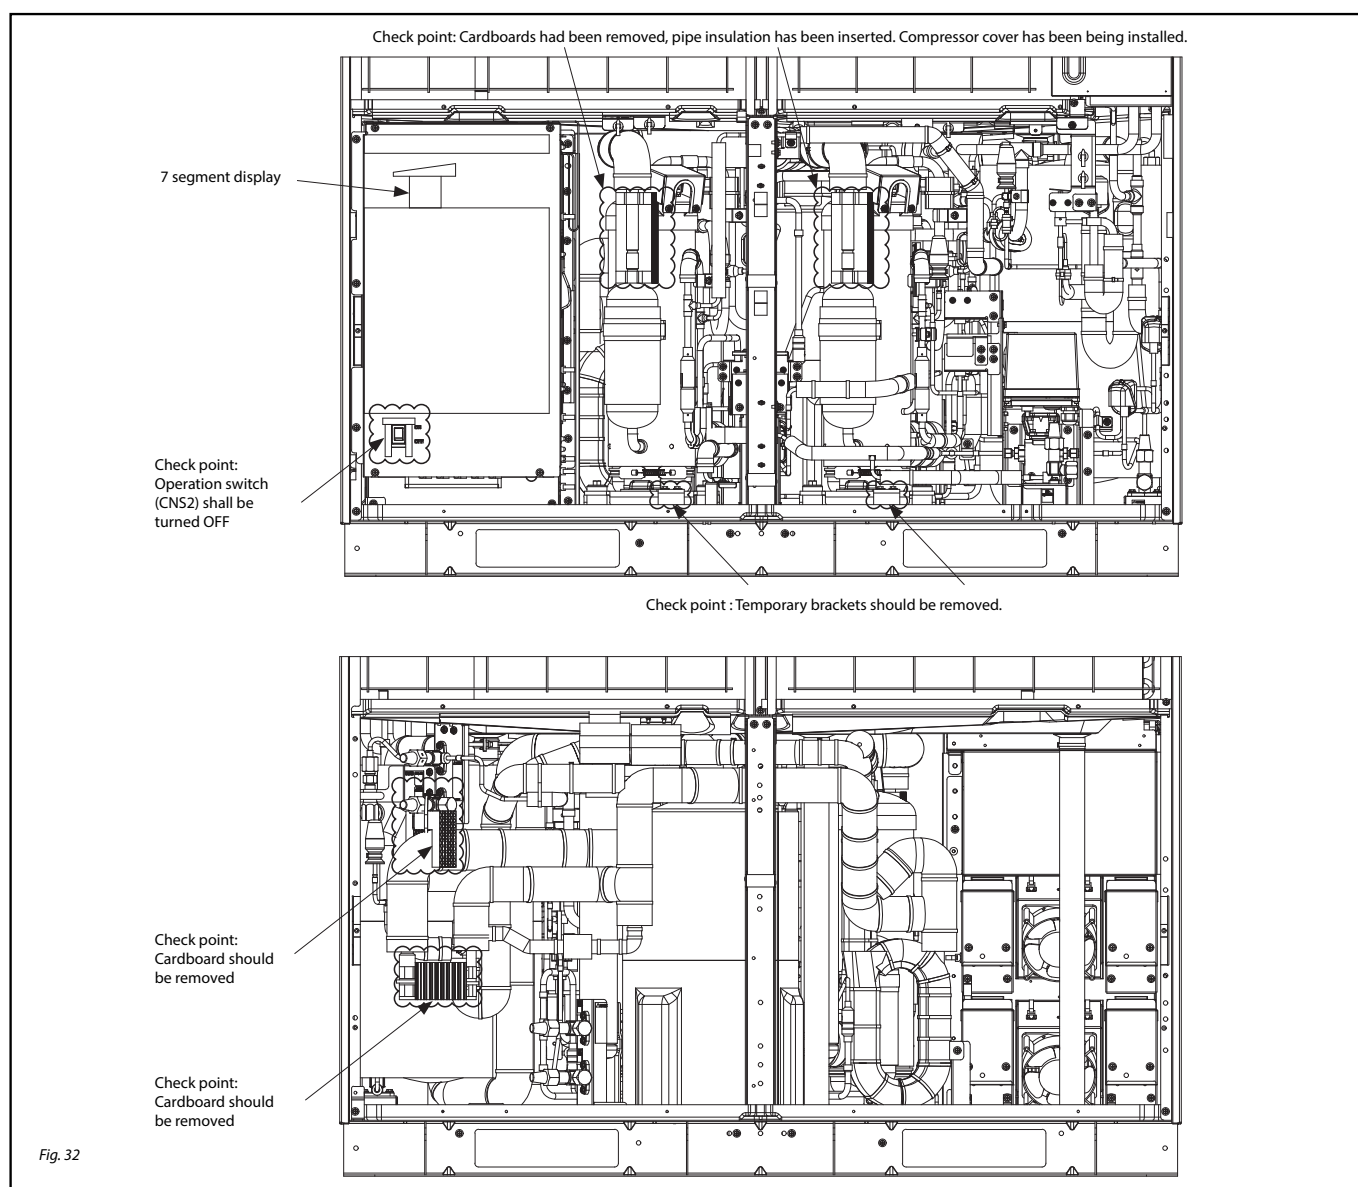 Check point: Cardboards had been removed, pipe insulation has been inserted. Compressor cover has been being installed.
7 segment display
Check point:
Operation switch
(CNS2) shall be
turned OFF
Check point : Temporary brackets should be removed.
Check point:
Cardboard should
be removed
Check point:
Cardboard should
be removed
Fig. 32